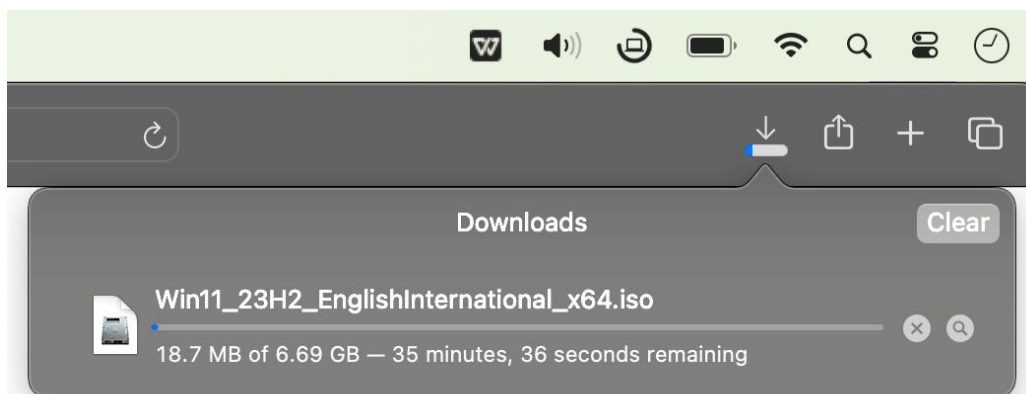 Downloads
Clear
Win11_23H2_EnglishInternational_x64.iso
18.7 MB of 6.69 GB — 35 minutes, 36 seconds remaining